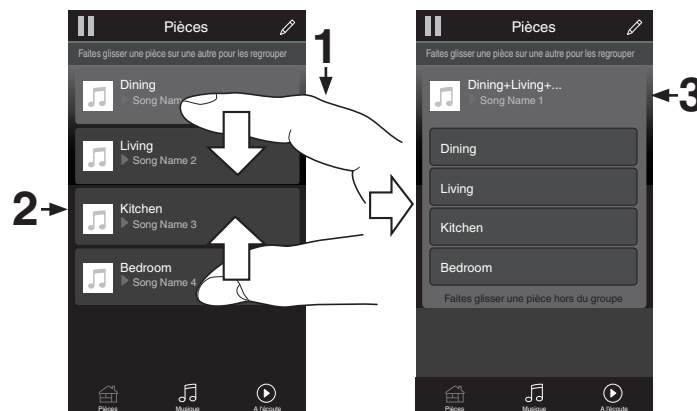 Pièces
Faites glisser une pièce sur une autre pour les regrouper
1
Dining
Song Nam
Living
Song Name 2
2
Kitchen
Song Name 3
Bedroom
Song Name 4
Pièces
Musique
A l'écoute
Pièces
Faites glisser une pièce sur une autre pour les regrouper
Dining+Living+...
Song Name 1
3
Dining
Living
Kitchen
Bedroom
Faites glisser une pièce hors du groupe
Pièces
Musique
A l'écoute